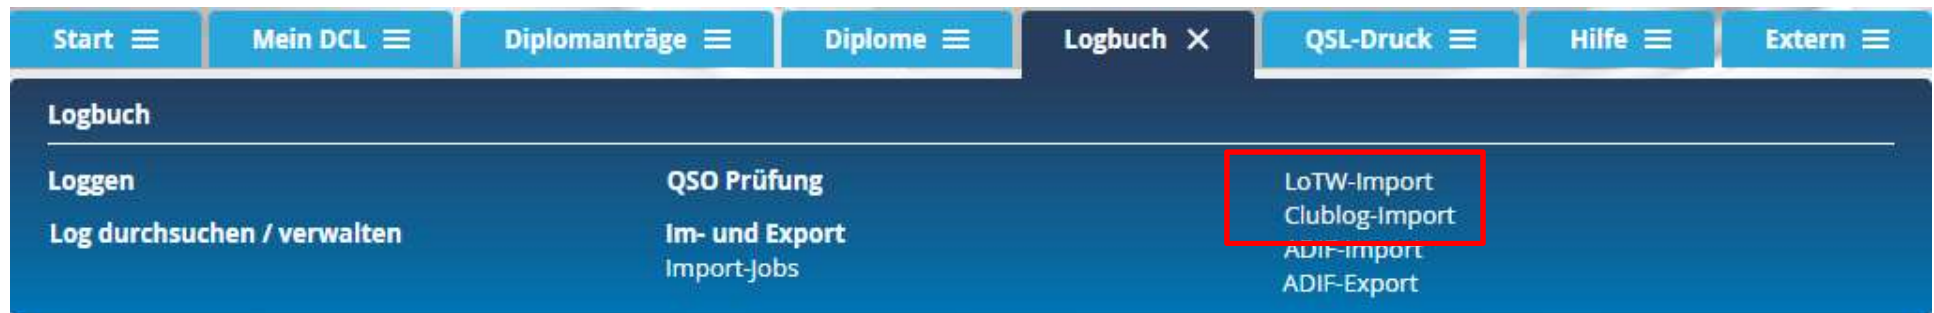 Start Mein DCL Diplomanträge Diplome Logbuch QSL-Druck Hilfe Extern
Logbuch
Loggen
Log durchsuchen / verwalten
QSO Prüfung
Im- und Export
Import-Jobs
LoTW-Import
Clublog-Import
ADIF-Import
ADIF-Export